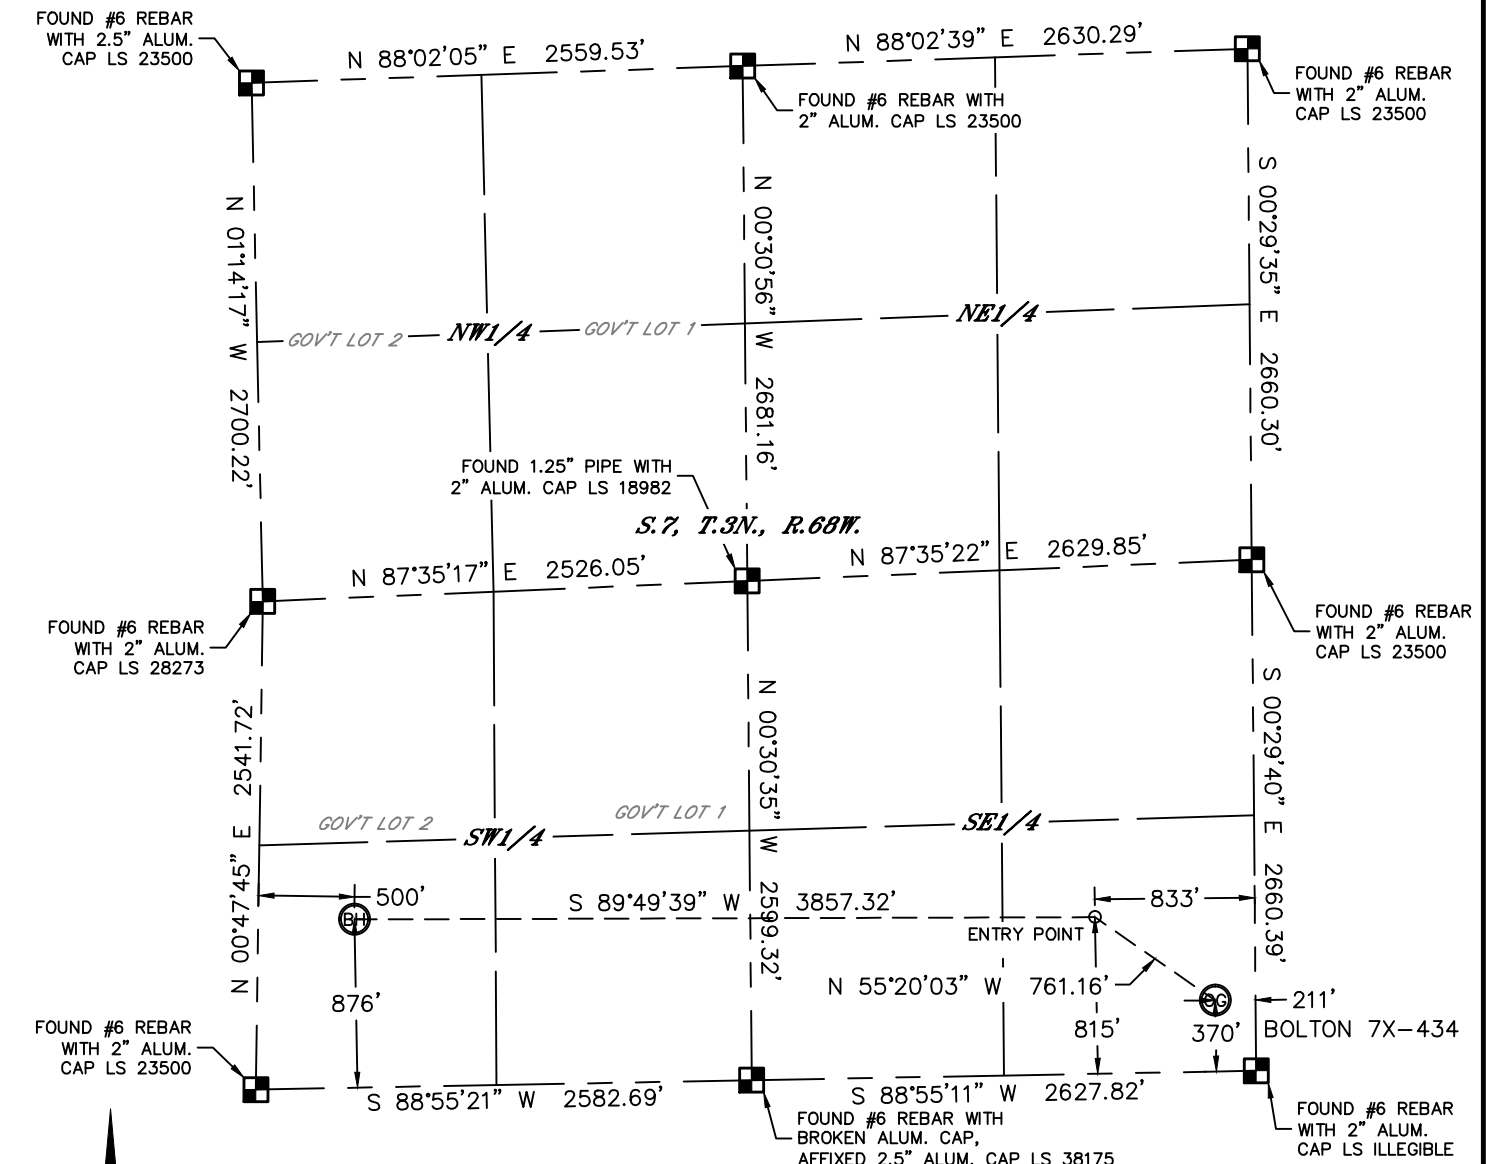 FOUND #6 REBAR
WITH 2.5" ALUM.
CAP LS 23500
N 88°02'05" E 2559.53'
N 88°02'39" E 2630.29'
FOUND #6 REBAR WITH
2" ALUM. CAP LS 23500
FOUND #6 REBAR
WITH 2" ALUM.
CAP LS 23500
N 01°14'17" W 2700.22'
N 00°30'56" W 2681.16'
S 00°29'35" E 2660.30'
GOV'T LOT 2
NW1/4
GOV'T LOT 1
NE1/4
FOUND 1.25" PIPE WITH
2" ALUM. CAP LS 18982
S.7, T.3N., R.68W.
N 87°35'17" E 2526.05'
N 87°35'22" E 2629.85'
FOUND #6 REBAR
WITH 2" ALUM.
CAP LS 28273
FOUND #6 REBAR
WITH 2" ALUM.
CAP LS 23500
N 00°47'45" E 2541.72'
N 00°30'35" W 2599.32'
S 00°29'40" E 2660.39'
GOV'T LOT 2
SW1/4
GOV'T LOT 1
SE1/4
500'
S 89°49'39" W 3857.32'
833'
BH
ENTRY POINT
N 55°20'03" W 761.16'
OG
211'
876'
815'
370'
BOLTON 7X-434
FOUND #6 REBAR
WITH 2" ALUM.
CAP LS 23500
S 88°55'21" W 2582.69'
S 88°55'11" W 2627.82'
FOUND #6 REBAR WITH
BROKEN ALUM. CAP,
AFFIXED 2.5" ALUM. CAP LS 38175
FOUND #6 REBAR
WITH 2" ALUM.
CAP LS ILLEGIBLE